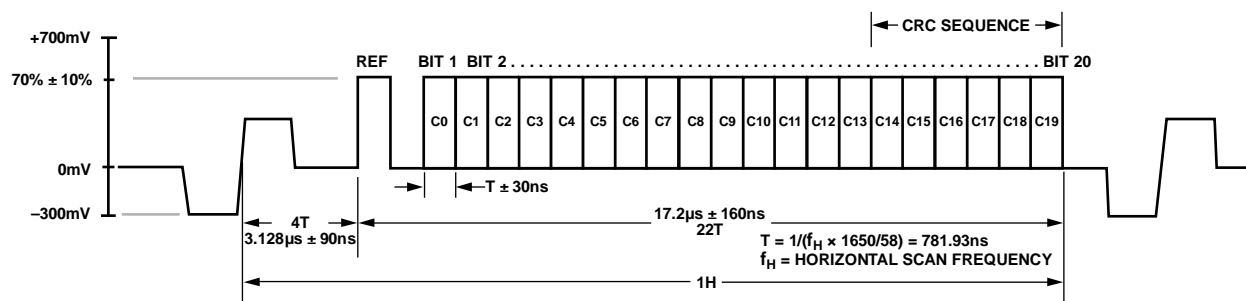 CRC SEQUENCE
+700mV
REF BIT 1 BIT 2 . . . . . . . . . . . . . . . . . . . . . . . . . . . . . . . . . . . . . . . . . . . . . . . . . . . . . . . . . . . BIT 20
70% ± 10%
C0 C1 C2 C3 C4 C5 C6 C7 C8 C9 C10 C11 C12 C13 C14 C15 C16 C17 C18 C19
0mV
T ± 30ns
–300mV
4T
3.128µs ± 90ns
17.2µs ± 160ns
22T
T = 1/(fH × 1650/58) = 781.93ns
fH = HORIZONTAL SCAN FREQUENCY
1H